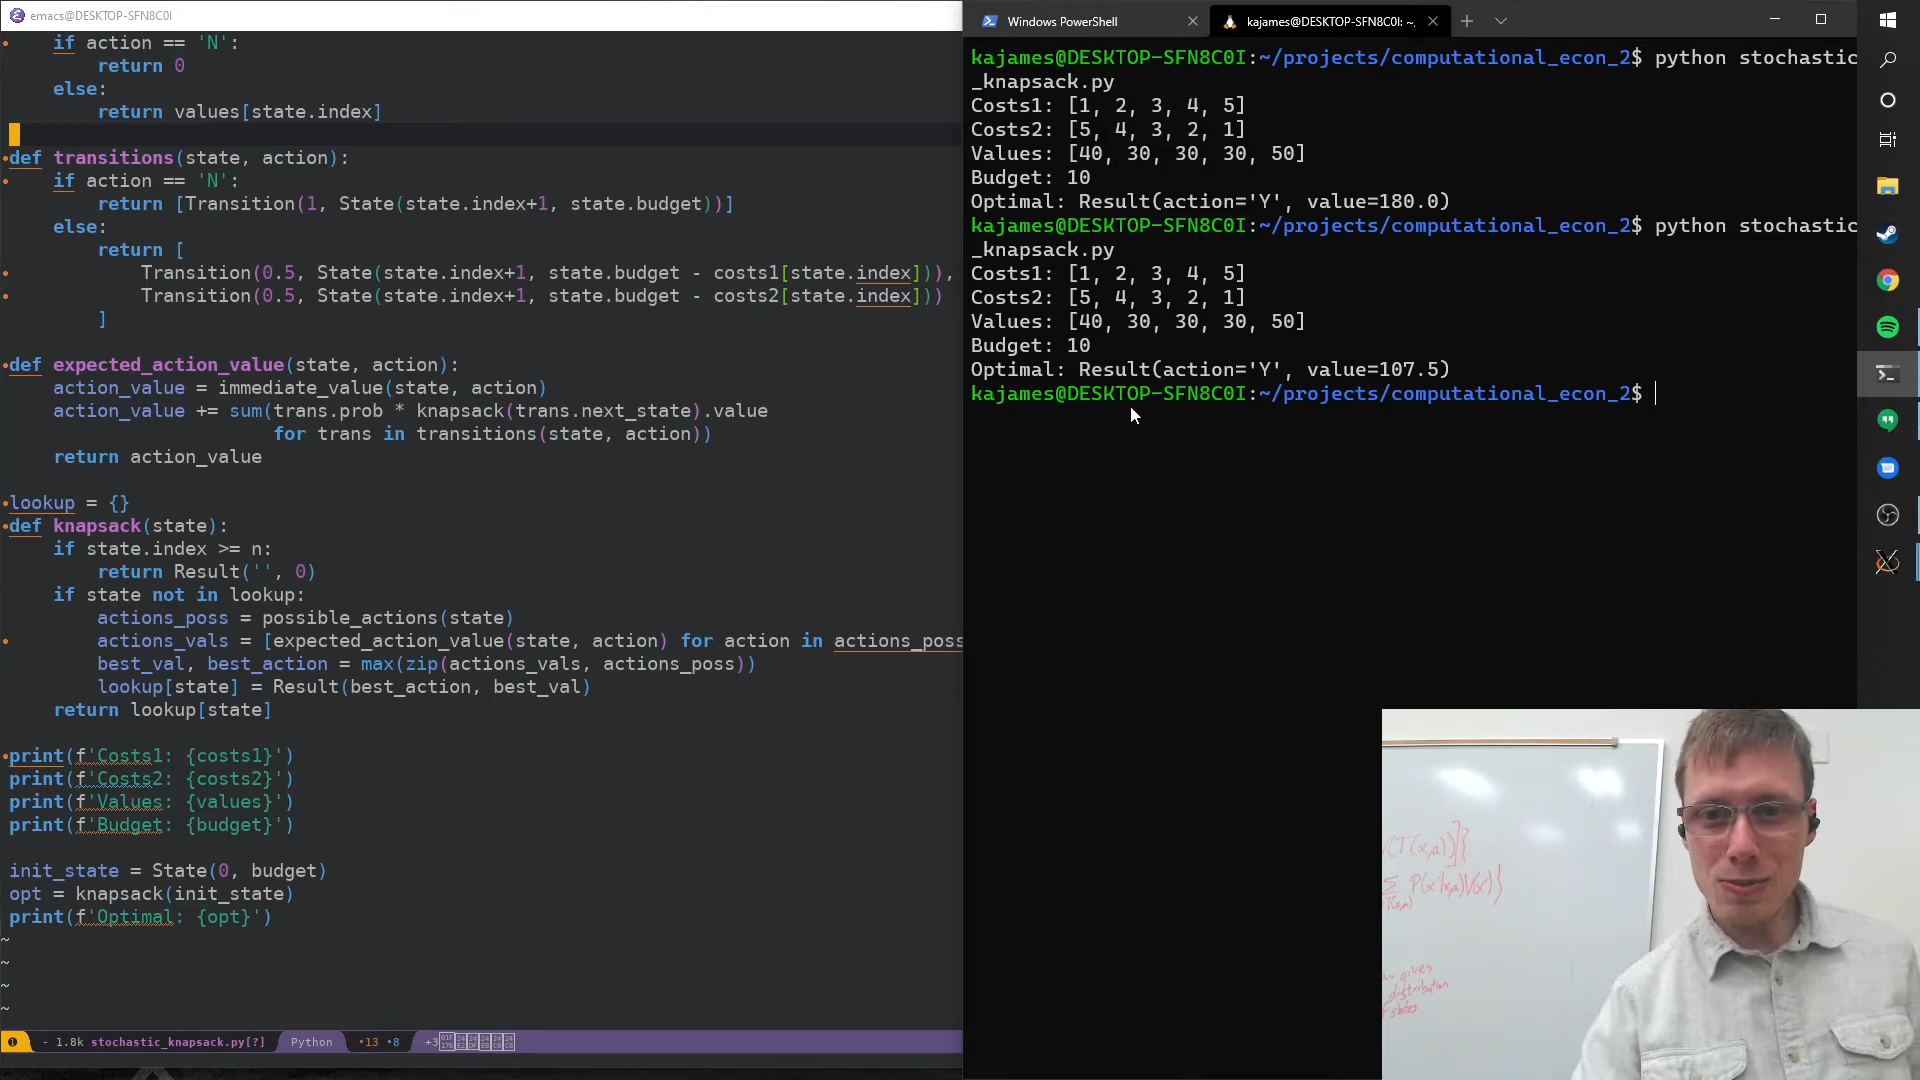 emacs@DESKTOP-SFN8C0I
if action == 'N':
return 0
else:
return values[state.index]
def transitions(state, action):
if action == 'N':
return [Transition(1, State(state.index+1, state.budget))]
else:
return [
Transition(0.5, State(state.index+1, state.budget - costs1[state.index])),
Transition(0.5, State(state.index+1, state.budget - costs2[state.index]))
]
def expected_action_value(state, action):
action_value = immediate_value(state, action)
action_value += sum(trans.prob * knapsack(trans.next_state).value
for trans in transitions(state, action))
return action_value
lookup = {}
def knapsack(state):
if state.index >= n:
return Result('', 0)
if state not in lookup:
actions_poss = possible_actions(state)
actions_vals = [expected_action_value(state, action) for action in actions_poss
best_val, best_action = max(zip(actions_vals, actions_poss))
lookup[state] = Result(best_action, best_val)
return lookup[state]
print(f'Costs1: {costs1}')
print(f'Costs2: {costs2}')
print(f'Values: {values}')
print(f'Budget: {budget}')
init_state = State(0, budget)
opt = knapsack(init_state)
print(f'Optimal: {opt}')
~
~
~
~
1 - 1.8k stochastic_knapsack.py[?] Python •13 •8 +3
Windows PowerShell
kajames@DESKTOP-SFN8C0I: ~,
kajames@DESKTOP-SFN8C0I:~/projects/computational_econ_2$ python stochastic
_knapsack.py
Costs1: [1, 2, 3, 4, 5]
Costs2: [5, 4, 3, 2, 1]
Values: [40, 30, 30, 30, 50]
Budget: 10
Optimal: Result(action='Y', value=180.0)
kajames@DESKTOP-SFN8C0I:~/projects/computational_econ_2$ python stochastic
_knapsack.py
Costs1: [1, 2, 3, 4, 5]
Costs2: [5, 4, 3, 2, 1]
Values: [40, 30, 30, 30, 50]
Budget: 10
Optimal: Result(action='Y', value=107.5)
kajames@DESKTOP-SFN8C0I:~/projects/computational_econ_2$
(T(x,a))]}
Σ P(x'|x,a)V(x')}
gives
distribution
states